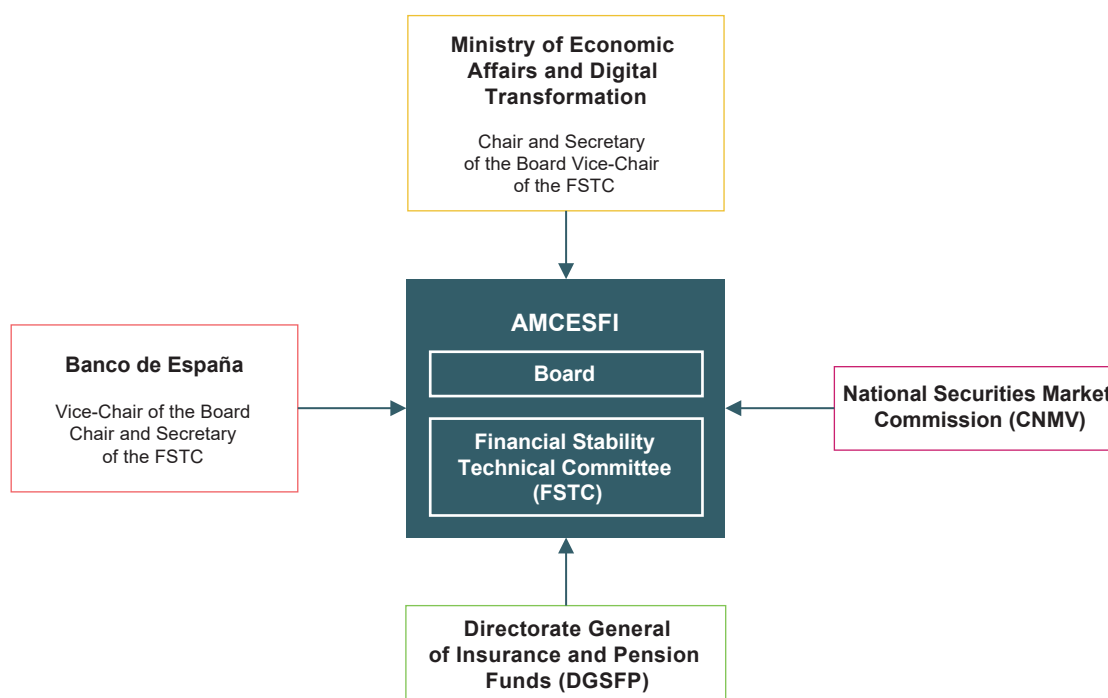 Ministry of Economic
Affairs and Digital
Transformation
Chair and Secretary
of the Board Vice-Chair
of the FSTC
AMCESFI
Board
Financial Stability
Technical Committee
(FSTC)
Banco de España
Vice-Chair of the Board
Chair and Secretary
of the FSTC
National Securities Market
Commission (CNMV)
Directorate General
of Insurance and Pension
Funds (DGSFP)